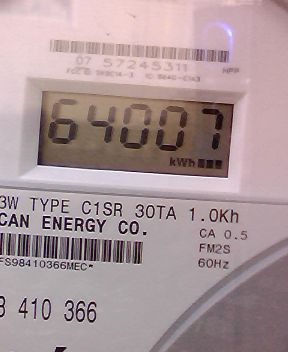 07 57245311
64007
kWh
3W TYPE C1SR 30TA 1.0Kh
CAN ENERGY CO.
CA 0.5
FM2S
FS98410366MEC*
60Hz
8 410 366